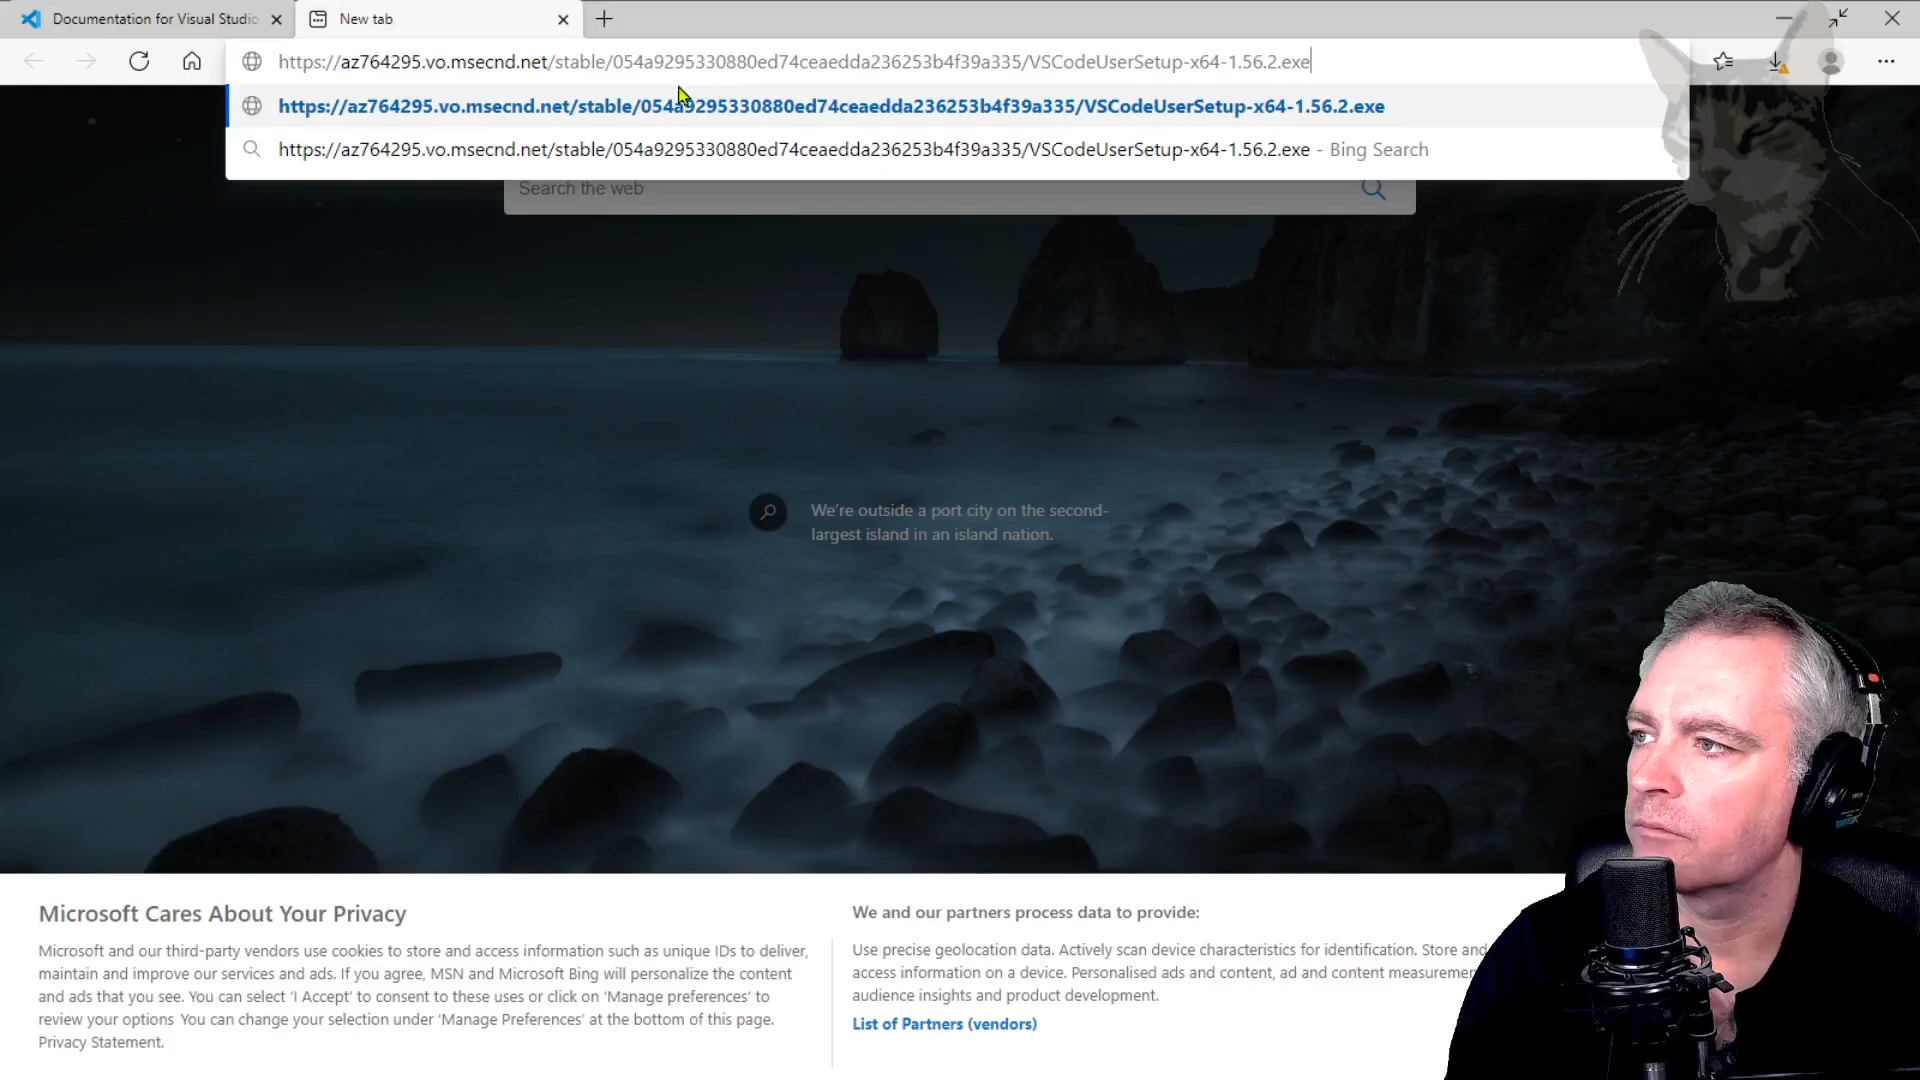 Documentation for Visual Studio
New tab
https://az764295.vo.msecnd.net/stable/054a9295330880ed74ceaedda236253b4f39a335/VSCodeUserSetup-x64-1.56.2.exe
https://az764295.vo.msecnd.net/stable/054a9295330880ed74ceaedda236253b4f39a335/VSCodeUserSetup-x64-1.56.2.exe
https://az764295.vo.msecnd.net/stable/054a9295330880ed74ceaedda236253b4f39a335/VSCodeUserSetup-x64-1.56.2.exe - Bing Search
Search the web
We're outside a port city on the second-
largest island in an island nation.
Microsoft Cares About Your Privacy
Microsoft and our third-party vendors use cookies to store and access information such as unique IDs to deliver,
maintain and improve our services and ads. If you agree, MSN and Microsoft Bing will personalize the content
and ads that you see. You can select 'I Accept' to consent to these uses or click on 'Manage preferences' to
review your options You can change your selection under 'Manage Preferences' at the bottom of this page.
Privacy Statement.
We and our partners process data to provide:
Use precise geolocation data. Actively scan device characteristics for identification. Store and
access information on a device. Personalised ads and content, ad and content
audience insights and product development.
List of Partners (vendors)